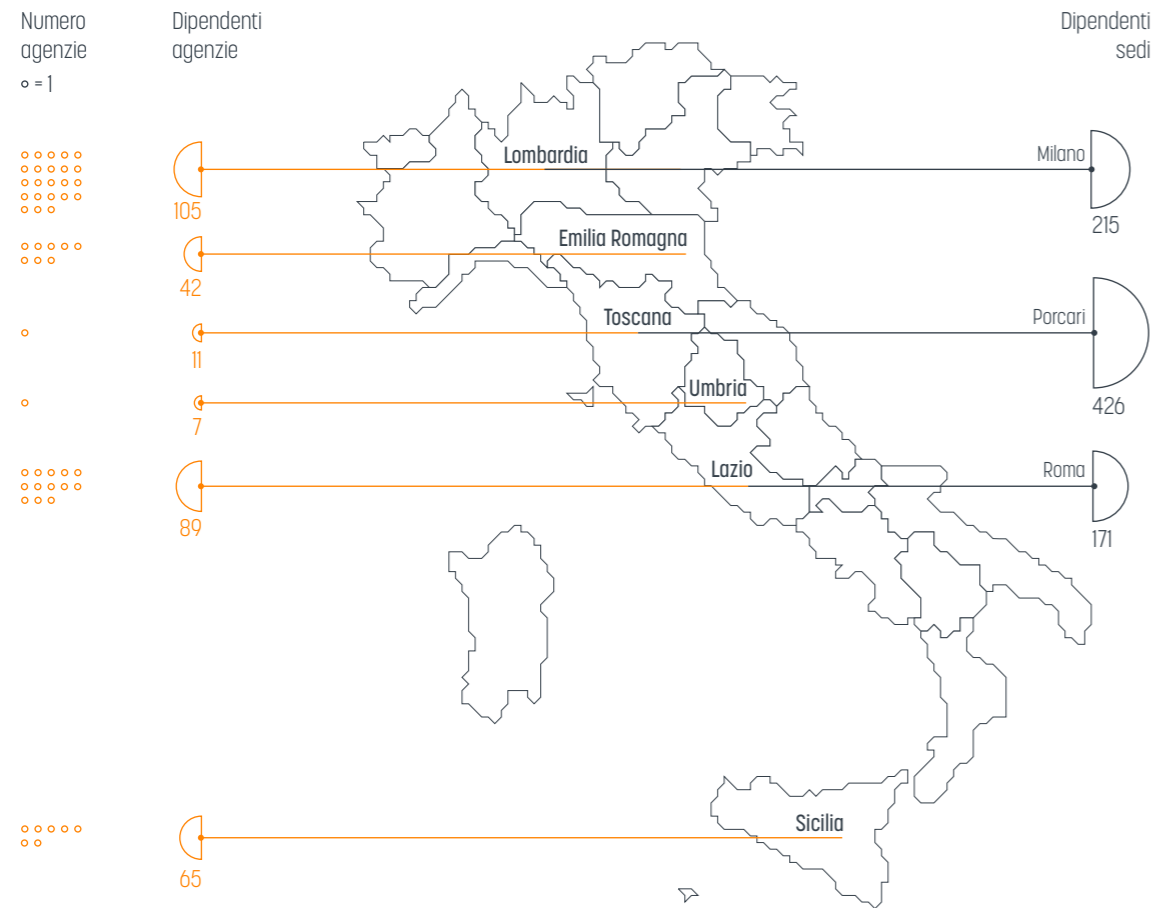 Numero
agenzie
= 1
Dipendenti
agenzie
Dipendenti
sedi
Lombardia
Milano
105
215
Emilia Romagna
42
Toscana
Porcari
11
426
Umbria
7
Lazio
Roma
89
171
Sicilia
65